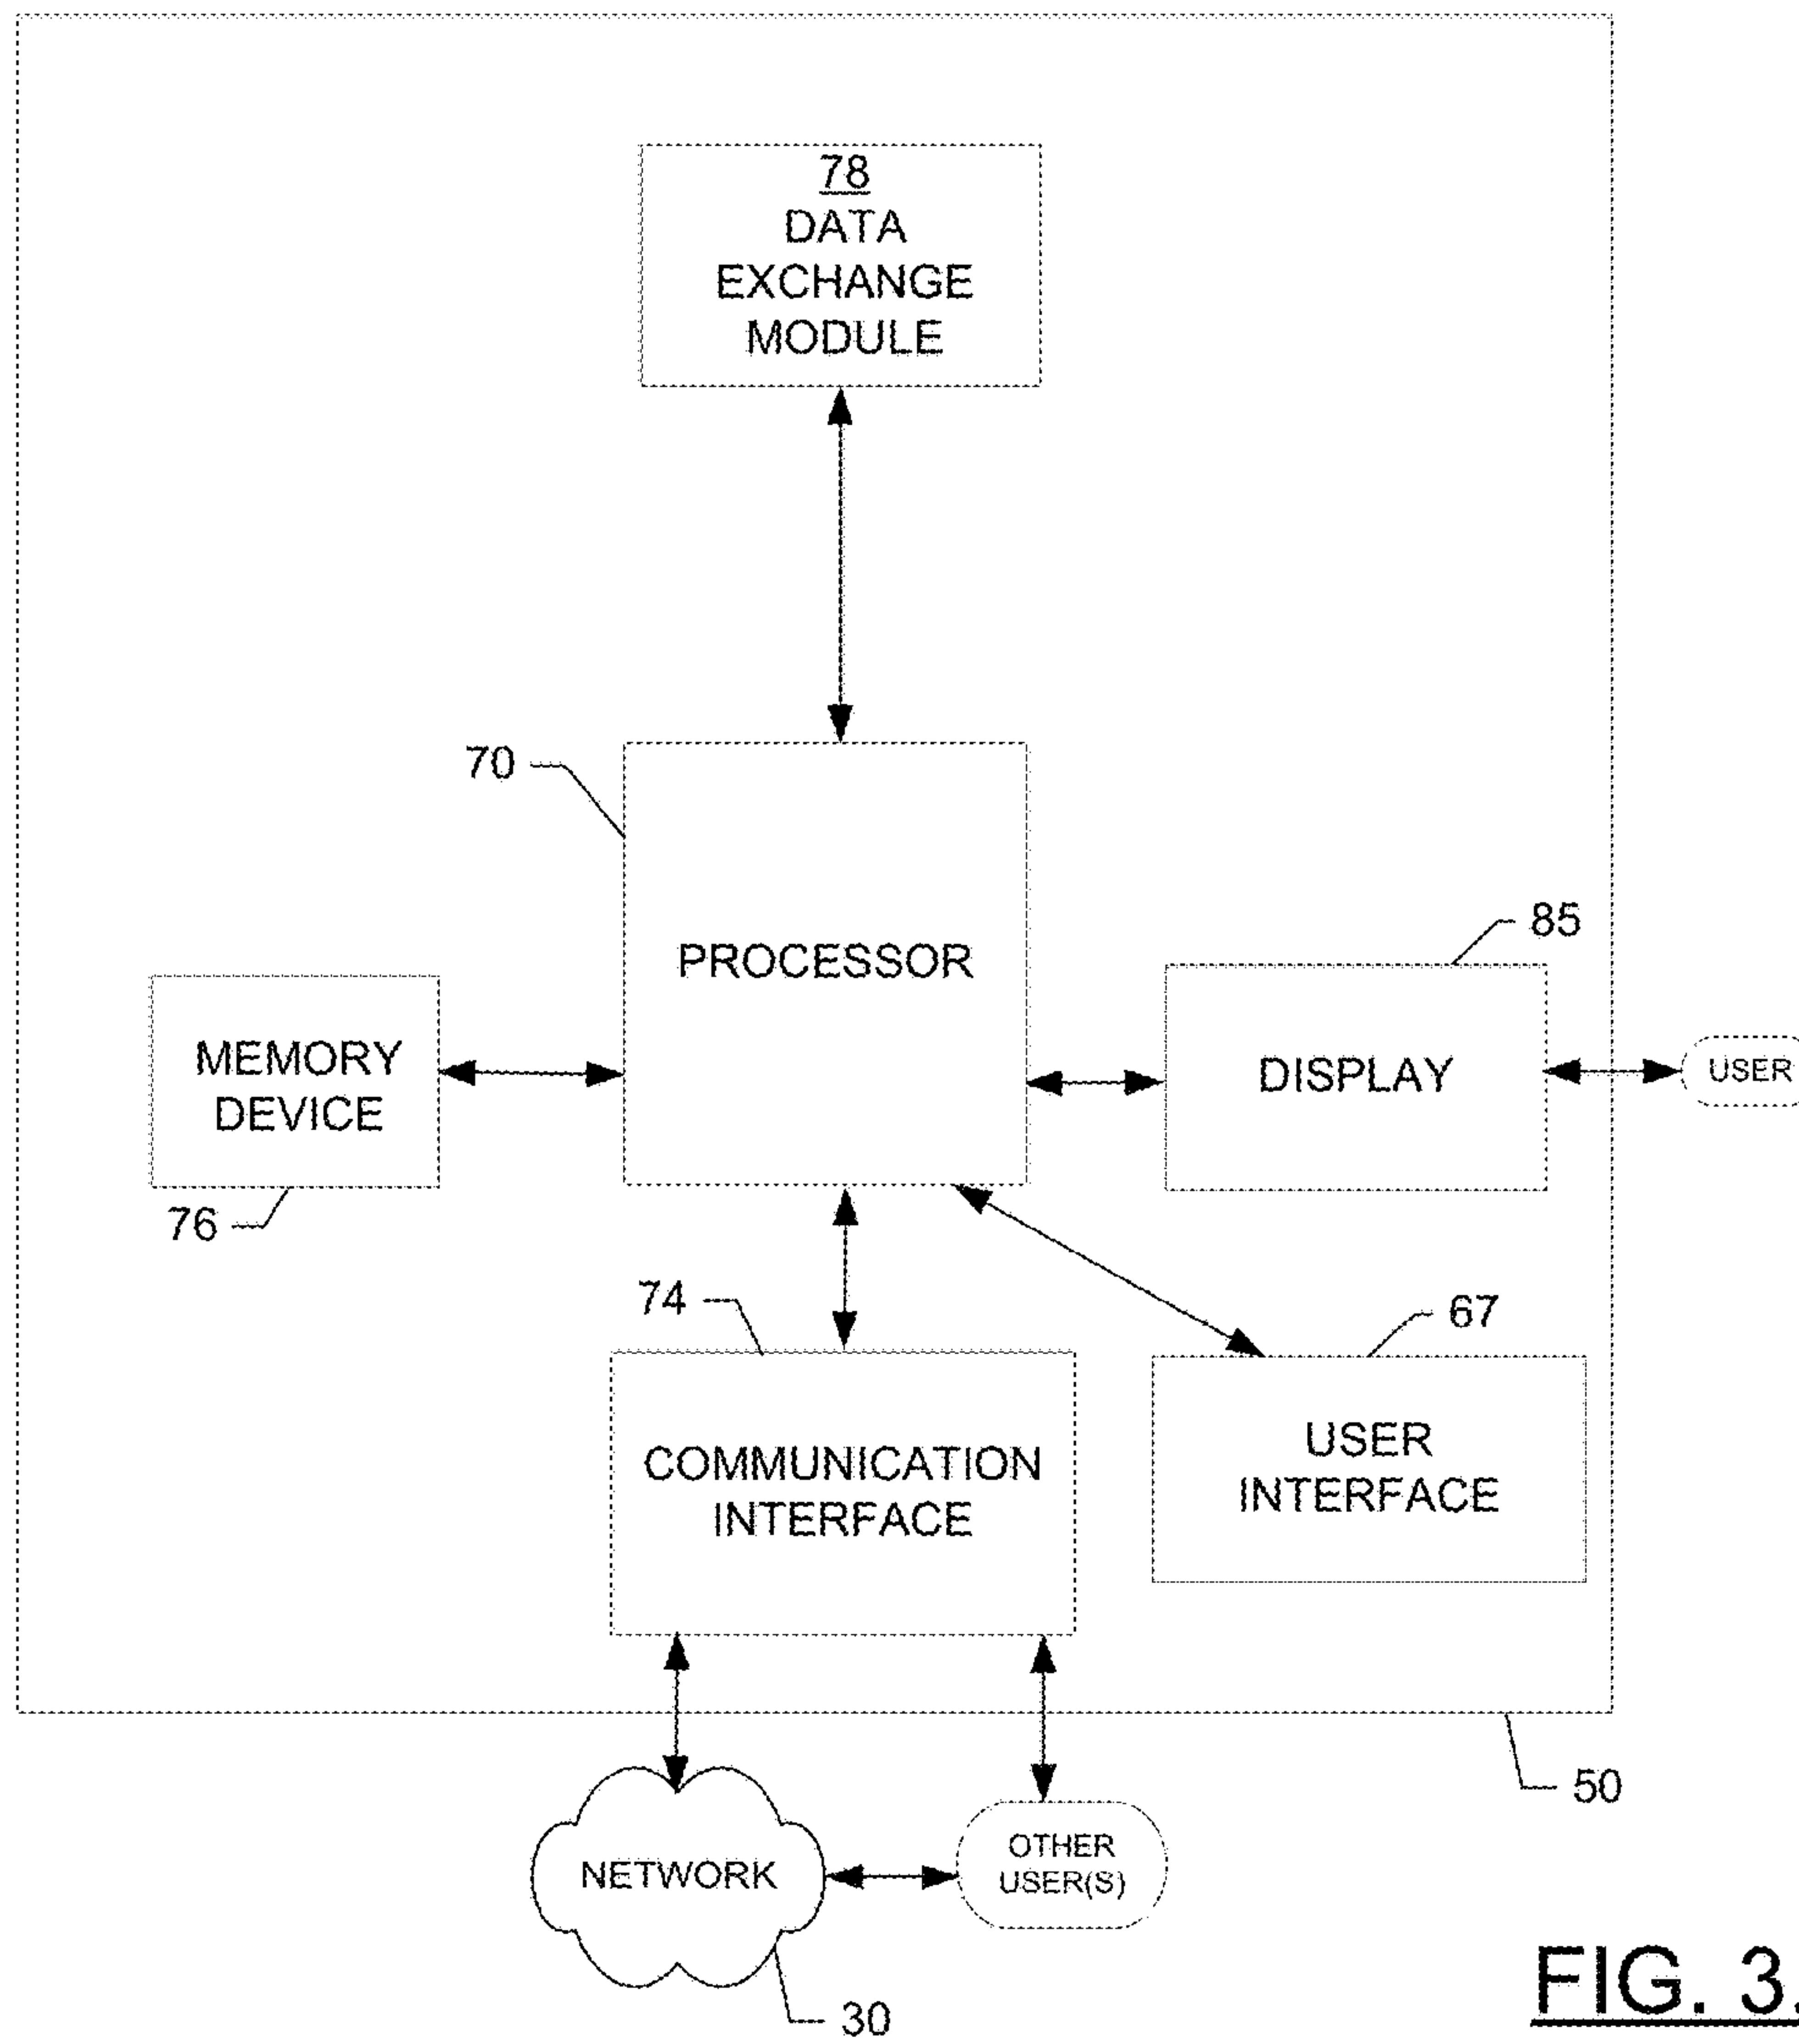 78
DATA
EXCHANGE
MODULE
70
PROCESSOR
85
MEMORY
DEVICE
DISPLAY
USER
76
74
67
COMMUNICATION
INTERFACE
USER
INTERFACE
50
NETWORK
OTHER
USER(S)
30
FIG. 3.